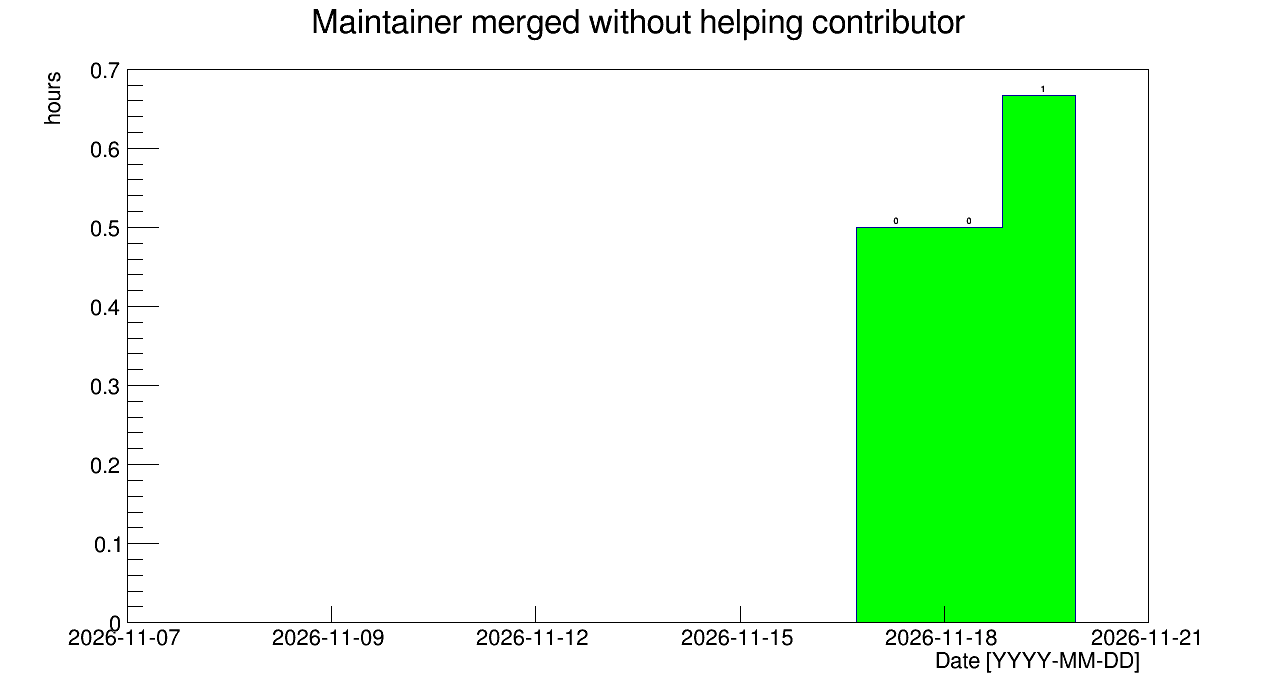 Maintainer merged without helping contributor
hours
0.7
0.6
0.5
0.4
0.3
0.2
0.1
0
0 0 1
2026-11-07 2026-11-09 2026-11-12 2026-11-15 2026-11-18 2026-11-21
Date [YYYY-MM-DD]